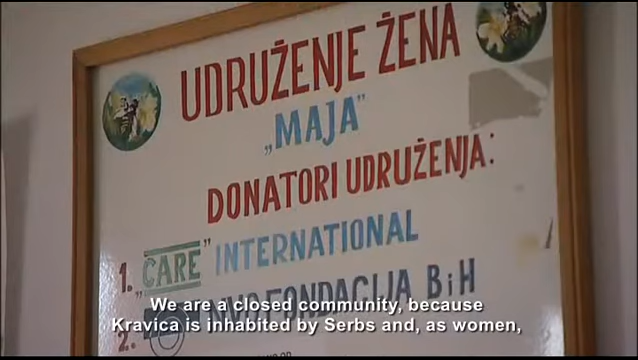 UDRUŽENJE ŽENA
„MAJA”
DONATORI UDRUŽENJA:
1. „CARE” INTERNATIONAL
2. FONDACIJA BiH
We are a closed community, because
Kravica is inhabited by Serbs and, as women,